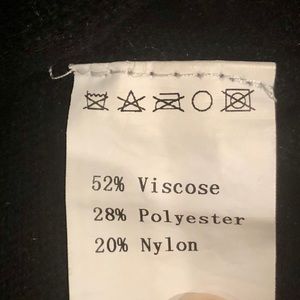 52% Viscose
28% Polyester
20% Nylon